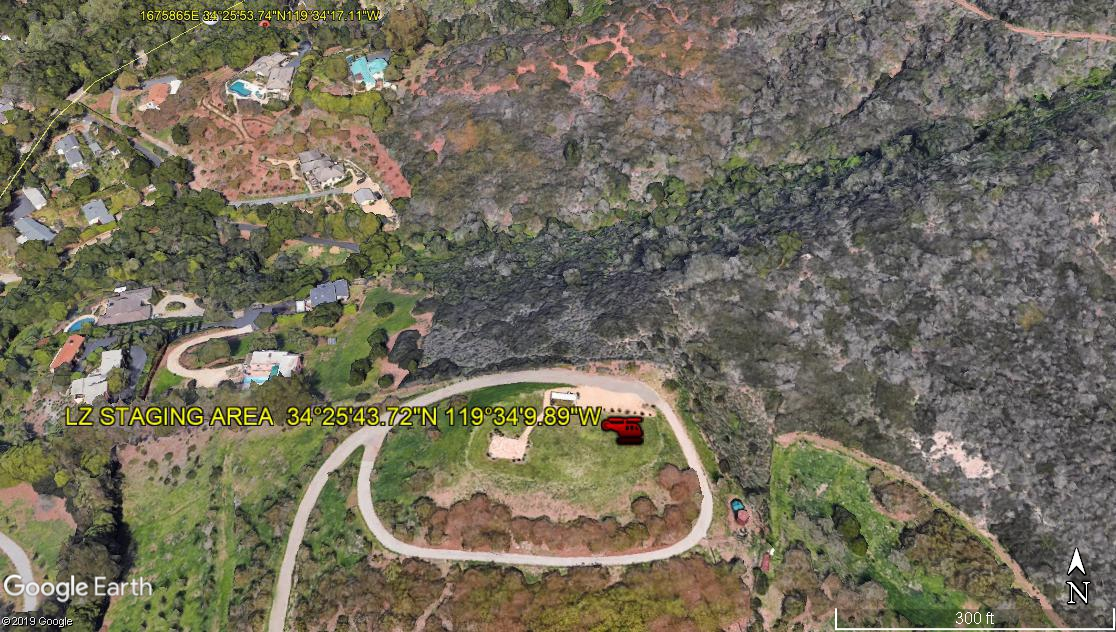 1675865E 34°25'53.74"N119°34'17.11"W
LZ STAGING AREA 34°25'43.72"N 119°34'9.89"W
Google Earth
©2019 Google
N
300 ft